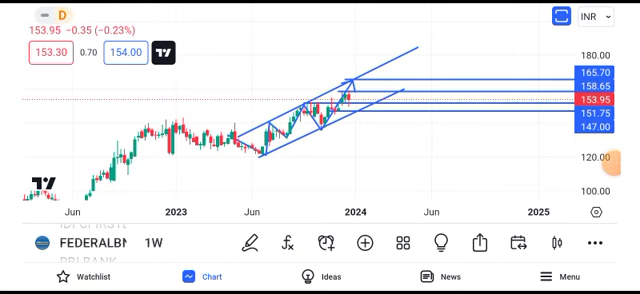 D
INR
153.95 −0.35 (−0.23%)
153.30
0.70
154.00
180.00
165.70
158.65
153.95
151.75
147.00
120.00
100.00
Jun 2023 Jun 2024 Jun 2025
FEDERALBN 1W
Watchlist Chart Ideas News Menu